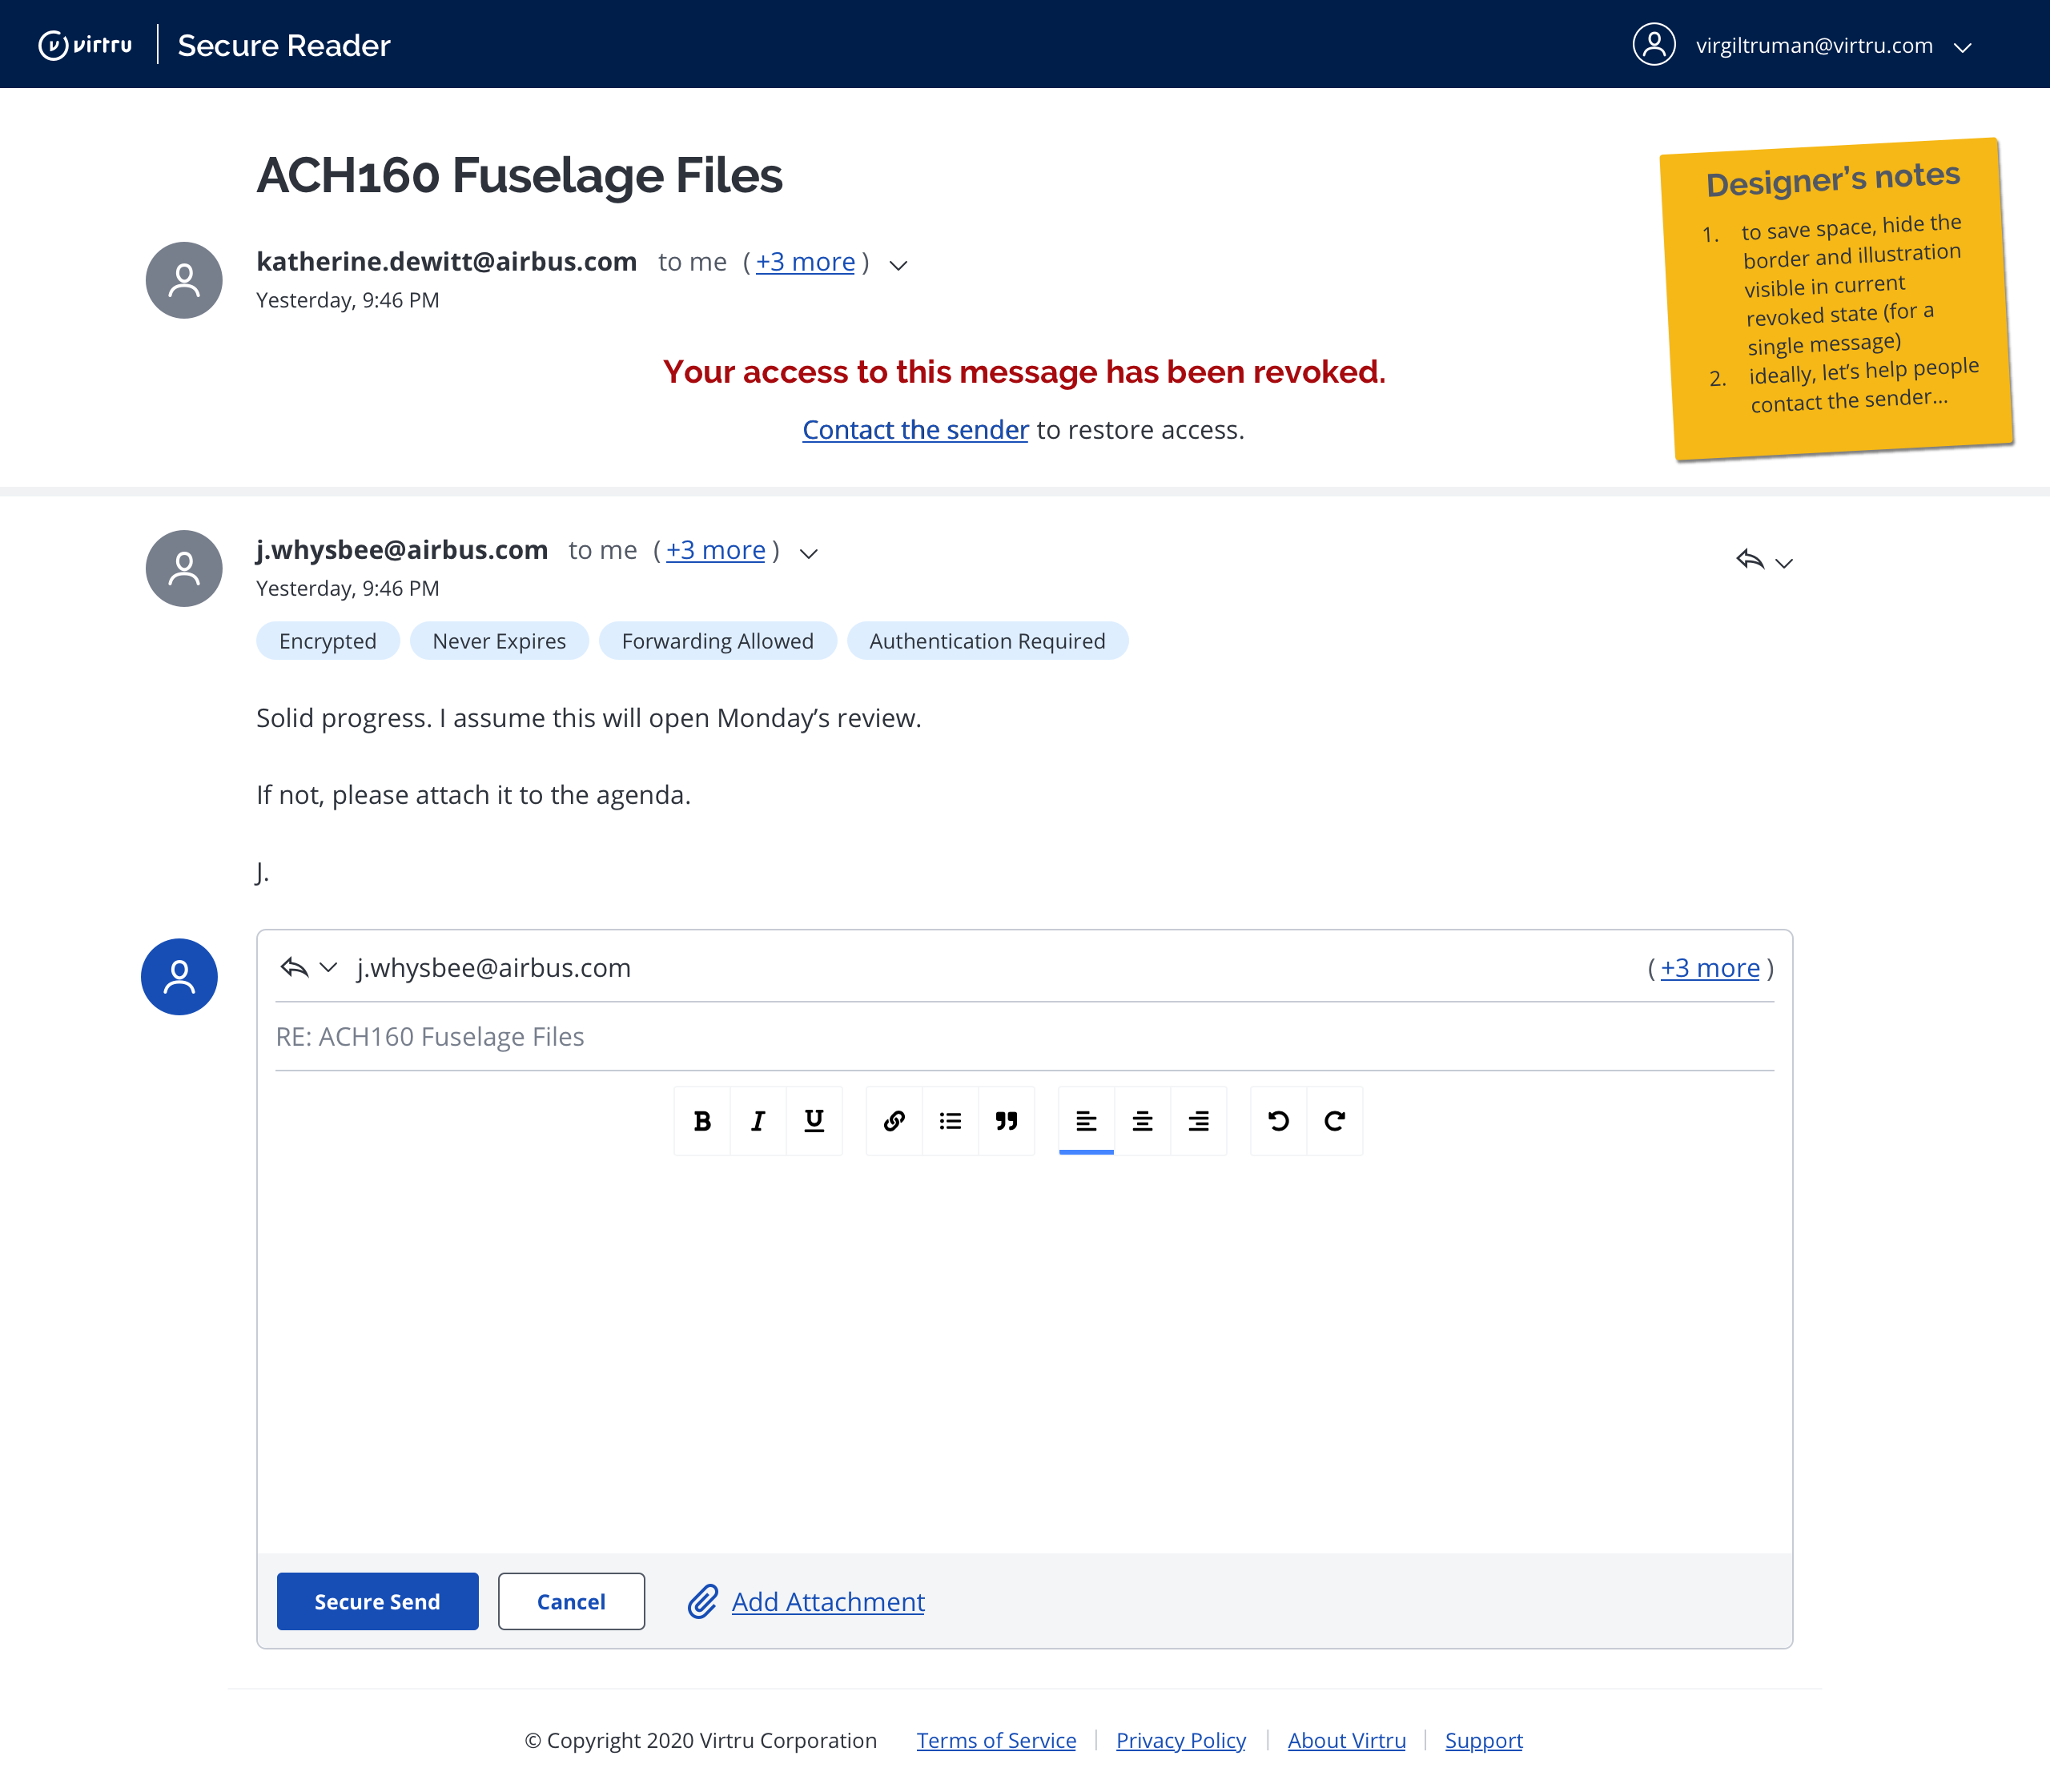 virtru
Secure Reader
virgiltruman@virtru.com
ACH160 Fuselage Files
Designer’s notes
1. to save space, hide the
border and illustration
visible in current
revoked state (for a
single message)
2. ideally, let’s help people
contact the sender...
katherine.dewitt@airbus.com to me ( +3 more )
Yesterday, 9:46 PM
Your access to this message has been revoked.
Contact the sender to restore access.
j.whysbee@airbus.com to me ( +3 more )
Yesterday, 9:46 PM
Encrypted Never Expires Forwarding Allowed Authentication Required
Solid progress. I assume this will open Monday’s review.
If not, please attach it to the agenda.
J.
j.whysbee@airbus.com ( +3 more )
RE: ACH160 Fuselage Files
B I U
Secure Send Cancel Add Attachment
© Copyright 2020 Virtru Corporation Terms of Service | Privacy Policy | About Virtru | Support